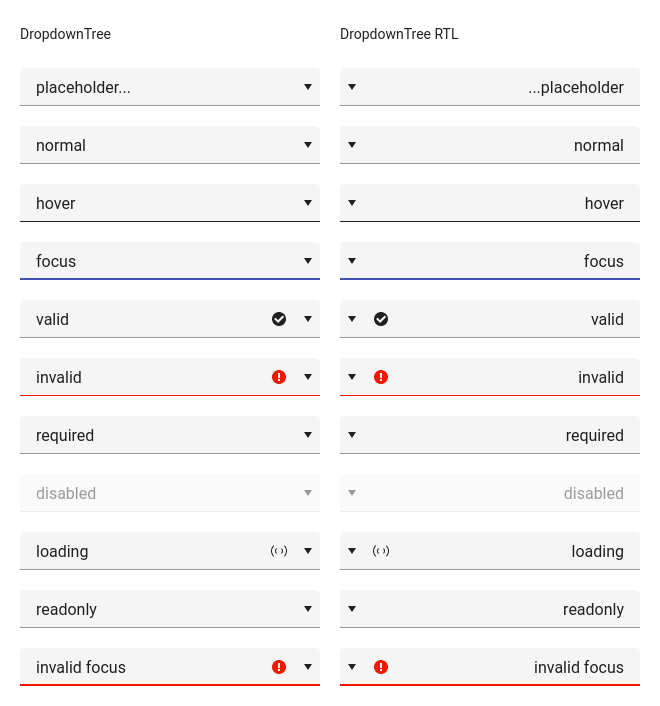 DropdownTree
DropdownTree RTL
placeholder...
...placeholder
normal
normal
hover
hover
focus
focus
valid
valid
invalid
invalid
required
required
disabled
disabled
loading
loading
readonly
readonly
invalid focus
invalid focus